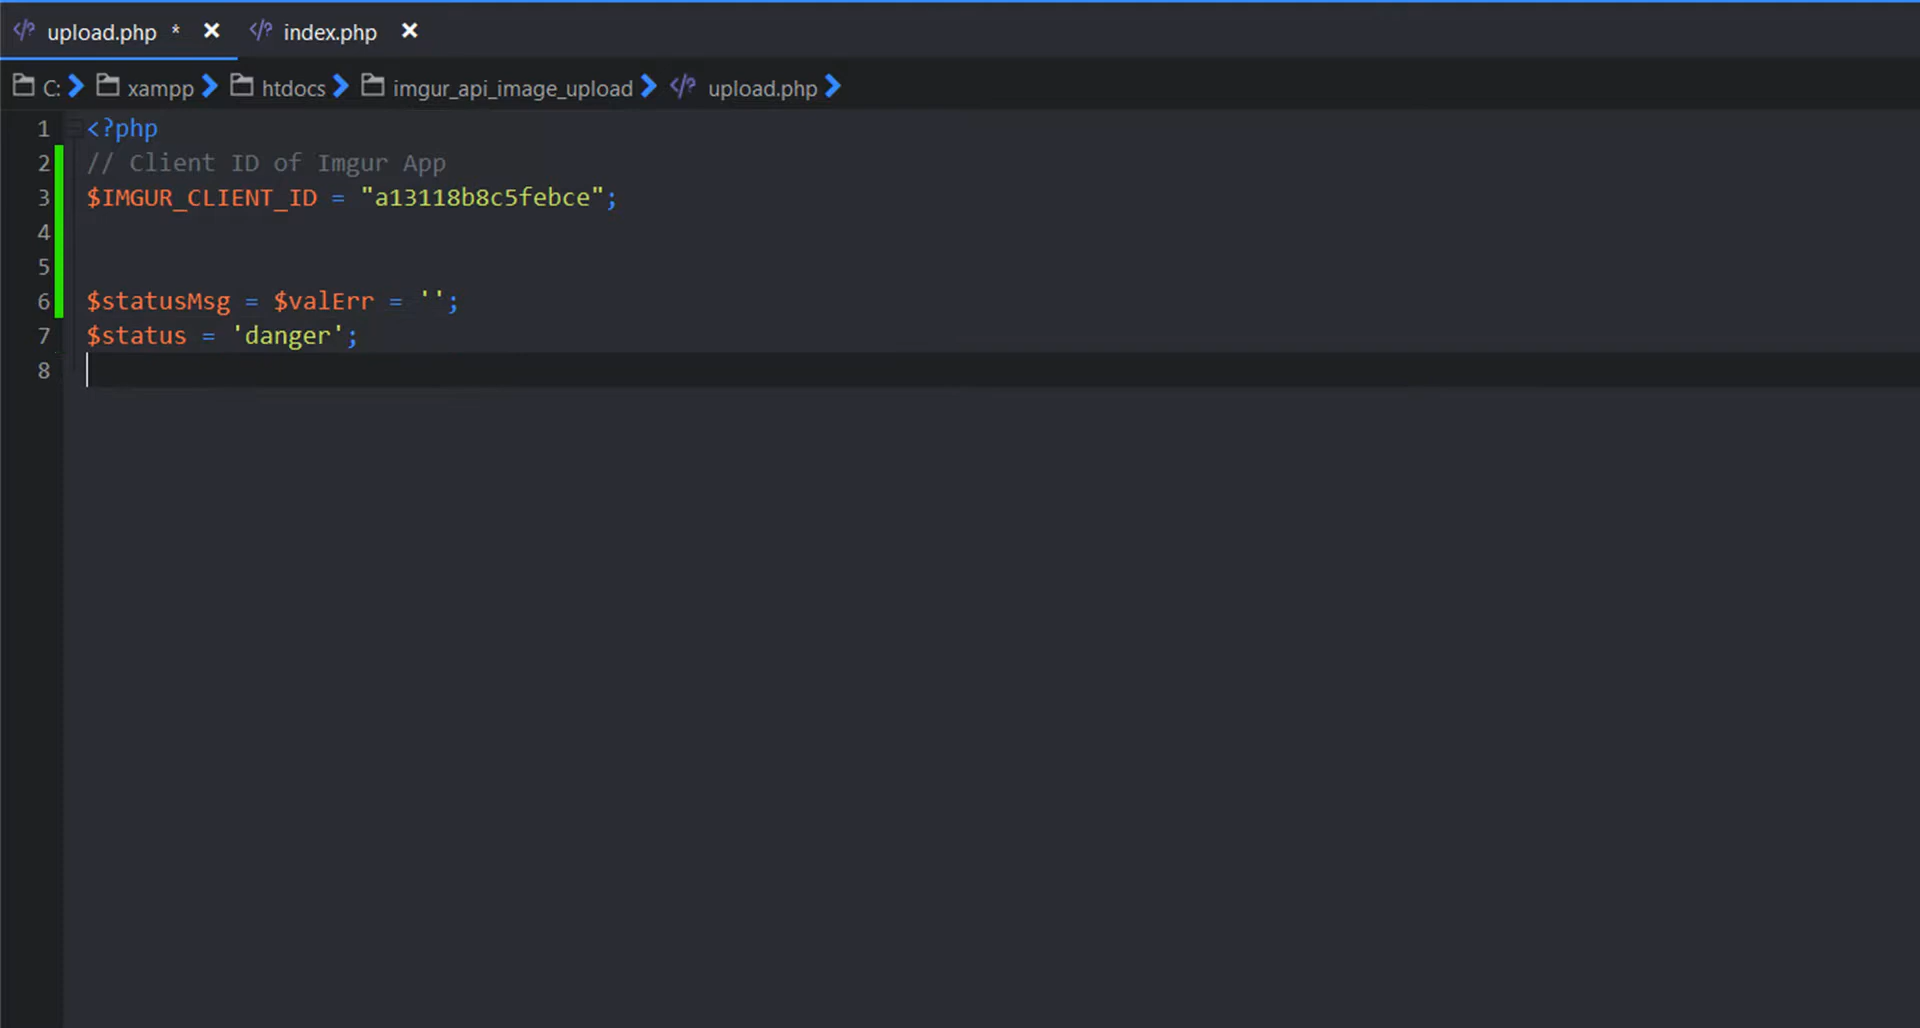 upload.php * index.php
C: xampp htdocs imgur_api_image_upload upload.php
1 <?php
2 // Client ID of Imgur App
3 $IMGUR_CLIENT_ID = "a13118b8c5febce";
4
5
6 $statusMsg = $valErr = '';
7 $status = 'danger';
8